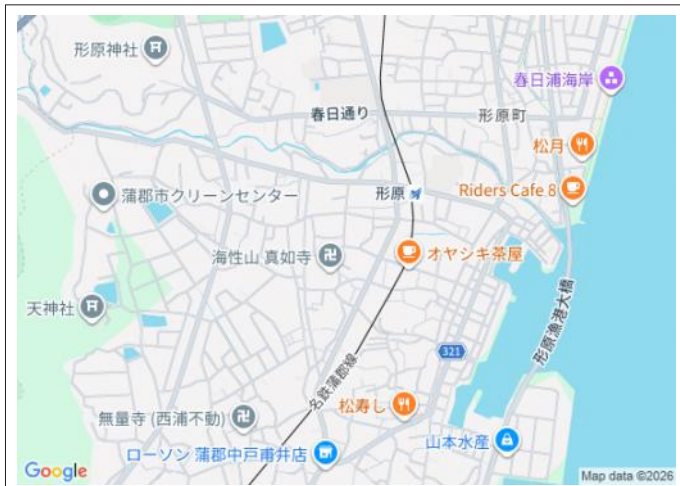 形原神社
春日通り
春日浦海岸
形原町
松月
形原
Riders Cafe 8
蒲郡市クリーンセンター
海性山 真如寺
オヤシキ茶屋
天神社
形原漁港大橋
321
名鉄蒲郡線
松寿し
無量寺 (西浦不動)
山本水産
ローソン 蒲郡中戸甫井店
Google
Map data ©2026